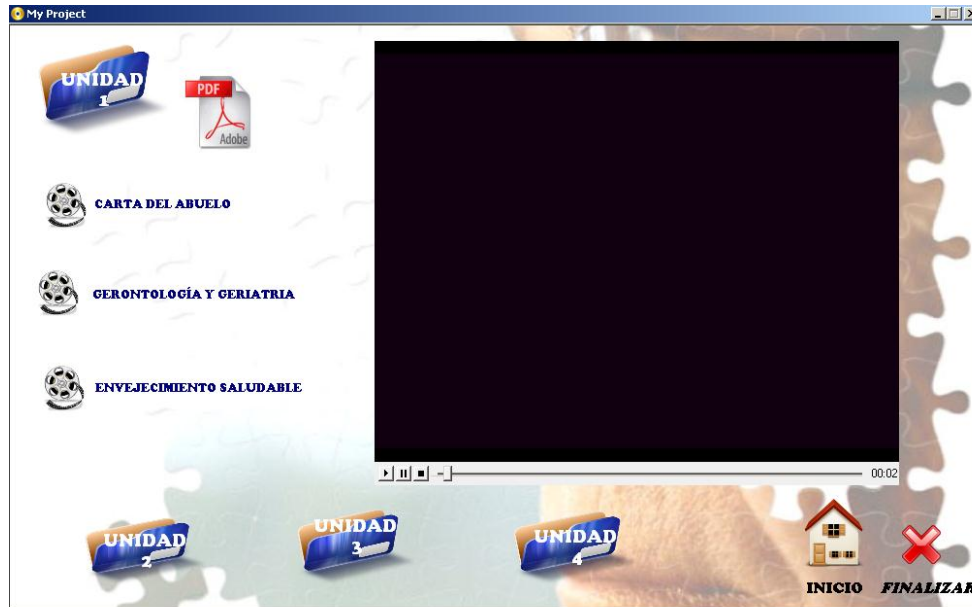 My Project
UNIDAD
1
PDF
Adobe
CARTA DEL ABUELO
GERONTOLOGÍA Y GERIATRIA
ENVEJECIMIENTO SALUDABLE
00:02
UNIDAD
2
UNIDAD
3
UNIDAD
4
INICIO
FINALIZAR